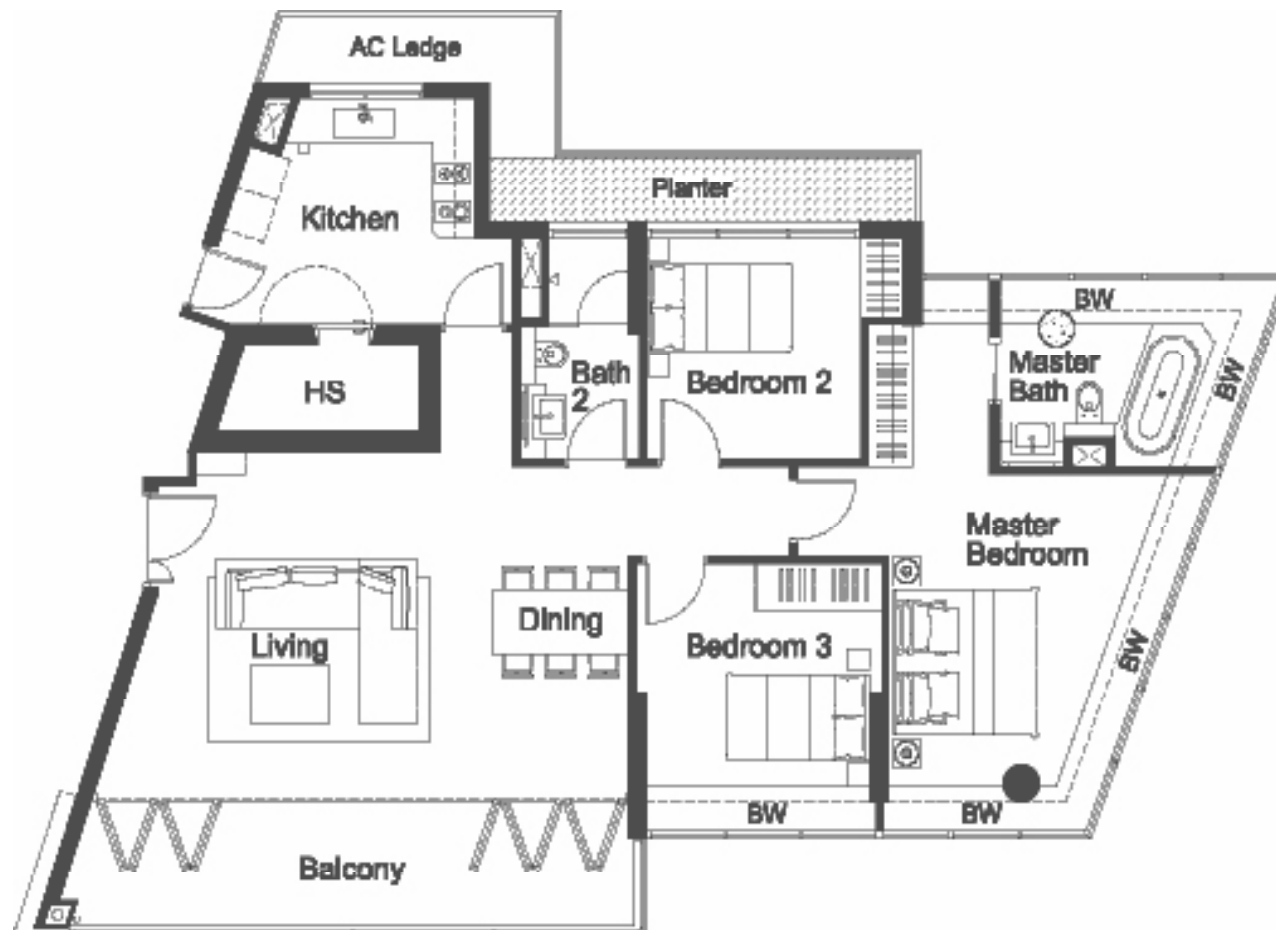 AC Ledge
Planter
Kitchen
BW
Master
Bath
BW
HS
Bath
2
Bedroom 2
Master
Bedroom
Living
Dining
Bedroom 3
BW
BW
BW
Balcony